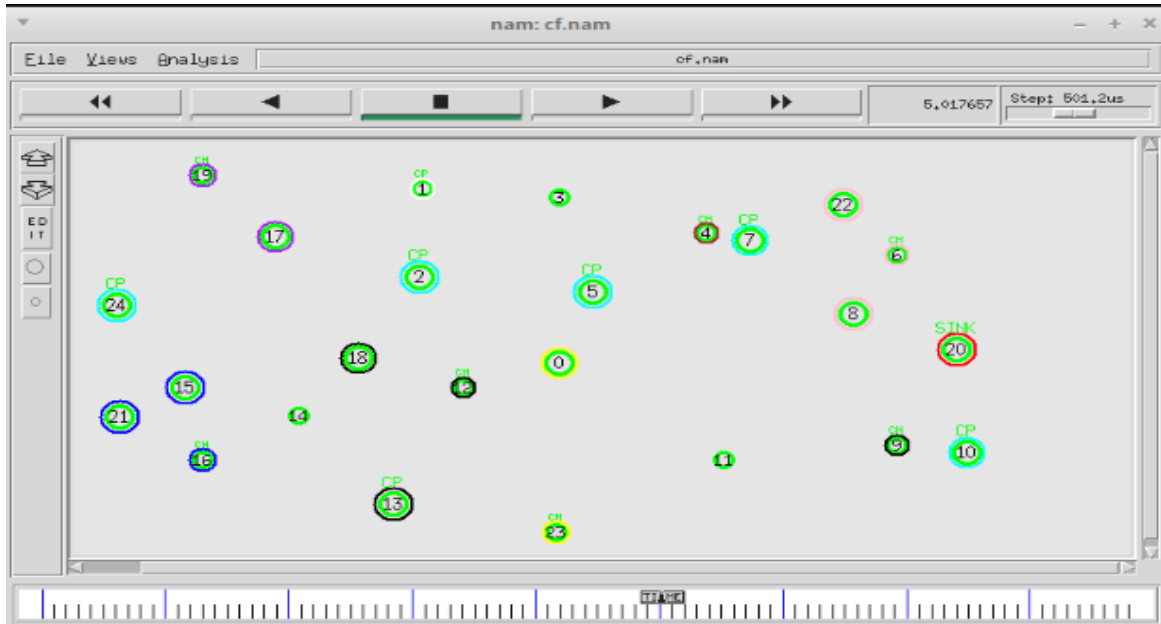 nam: cf.nam
File Views Analysis cf.nam
5.017657 Step: 501.2us
ED
IT
CH
19
CP
1
3
22
CH
4
CP
7
17
CH
6
CP
2
CP
5
CP
24
8
SINK
20
18
0
15
CH
12
21
14
CH
16
11
CH
9
CP
10
CP
13
CH
23
TIME